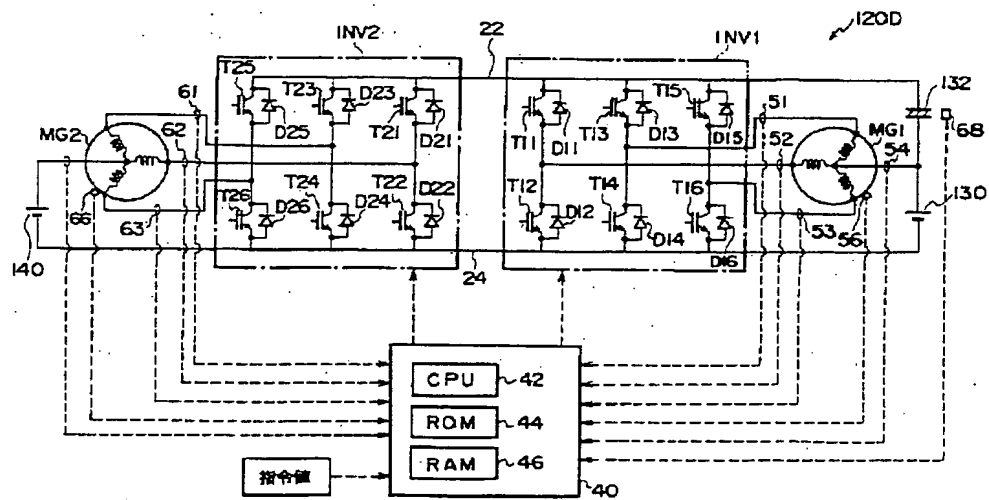 INV2
22
INV1
120D
T25
61
T23
D23
D25
T21
D21
T11
D11
T13
D13
T15
D15
51
52
132
68
MG2
62
MG1
54
T26
D26
T24
D24
T22
D22
T12
D12
T14
D14
T16
D16
66
63
140
53
56
130
24
CPU
42
ROM
44
RAM
46
指令値
40